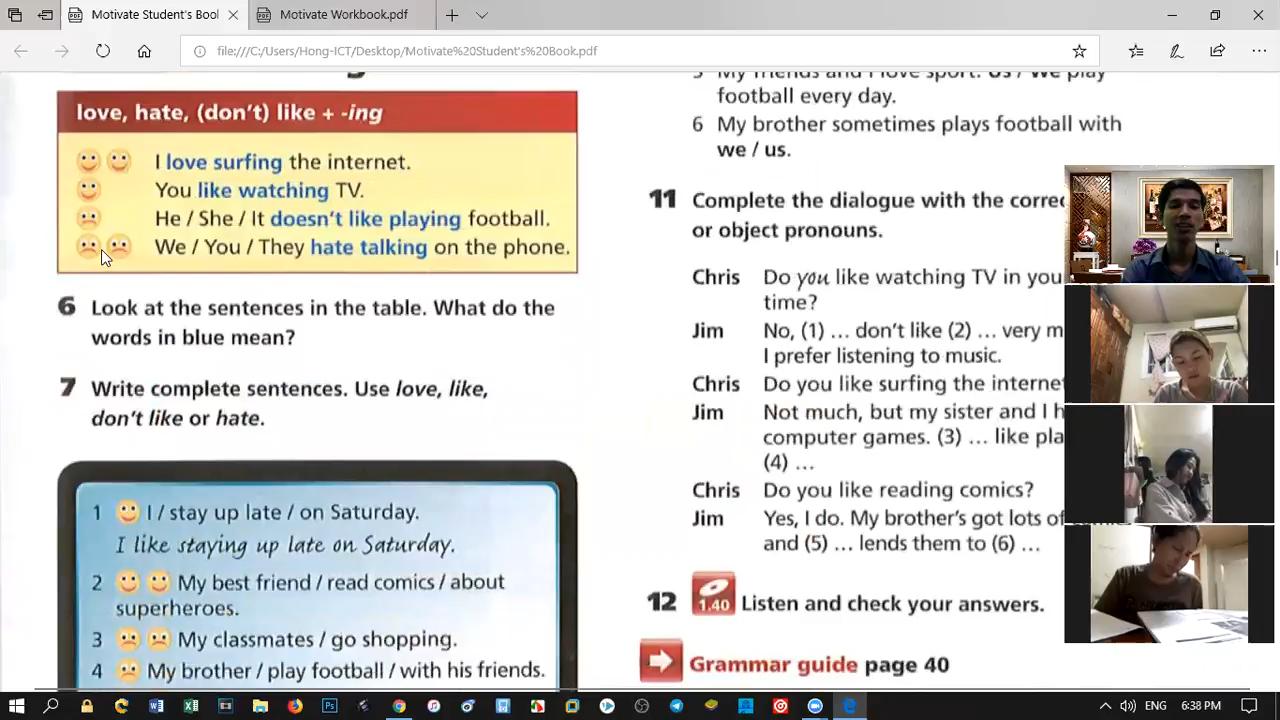 Motivate Student's Book
Motivate Workbook.pdf
file:///C:/Users/Hong-ICT/Desktop/Motivate%20Student's%20Book.pdf
love, hate, (don't) like + -ing
I love surfing the internet.
You like watching TV.
He / She / It doesn't like playing football.
We / You / They hate talking on the phone.
6 Look at the sentences in the table. What do the
words in blue mean?
7 Write complete sentences. Use love, like,
don't like or hate.
1 I / stay up late / on Saturday.
I like staying up late on Saturday.
2 My best friend / read comics / about
superheroes.
3 My classmates / go shopping.
4 My brother / play football / with his friends.
5 My friends and I love sport. Us / We play
football every day.
6 My brother sometimes plays football with
we / us.
11 Complete the dialogue with the correc
or object pronouns.
Chris Do you like watching TV in you
time?
Jim No, (1) … don't like (2) … very m
I prefer listening to music.
Chris Do you like surfing the internet
Jim Not much, but my sister and I h
computer games. (3) … like pla
(4) …
Chris Do you like reading comics?
Jim Yes, I do. My brother's got lots of
and (5) … lends them to (6) …
12 1.40 Listen and check your answers.
Grammar guide page 40
ENG 6:38 PM